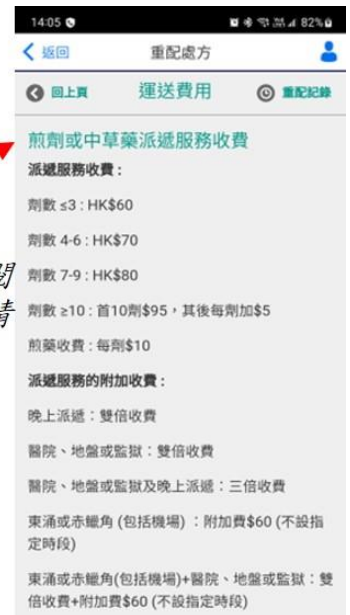 14:05
82%
返回
重配處方
回上頁
運送費用
重配記錄
煎劑或中草藥派遞服務收費
派遞服務收費：
劑數 ≤3 : HK$60
劑數 4-6 : HK$70
劑數 7-9 : HK$80
閱
劑數 ≥10 : 首10劑$95，其後每劑加$5
請
煎藥收費 : 每劑$10
派遞服務的附加收費 :
晚上派遞：雙倍收費
醫院、地盤或監獄：雙倍收費
醫院、地盤或監獄及晚上派遞：三倍收費
東涌或赤鱲角 (包括機場) ：附加費$60 (不設指
定時段)
東涌或赤鱲角(包括機場)+醫院、地盤或監獄：雙
倍收費+附加費$60 (不設指定時段)